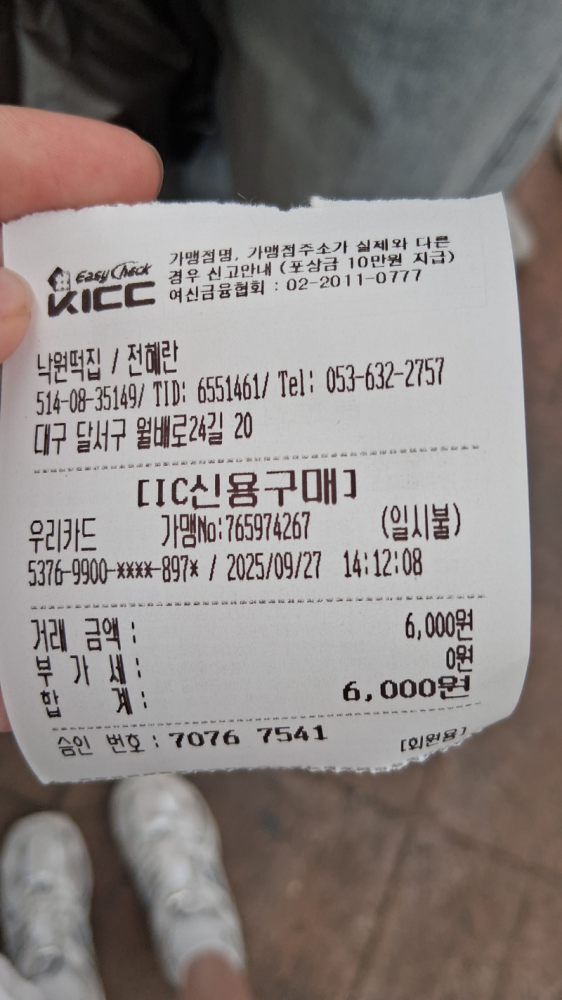 Easy Check
KICC
가맹점명, 가맹점주소가 실제와 다른
경우 신고안내 (포상금 10만원 지급)
여신금융협회 : 02-2011-0777
낙원떡집 / 전혜란
514-08-35149/ TID: 6551461/ Tel: 053-632-2757
대구 달서구 월배로24길 20
[IC신용구매]
우리카드 가맹No:765974267 (일시불)
5376-9900-****-897* / 2025/09/27 14:12:08
거래 금액 : 6,000원
부 가 세 : 0원
합 계 : 6,000원
승인 번호 : 7076 7541 [회원용]